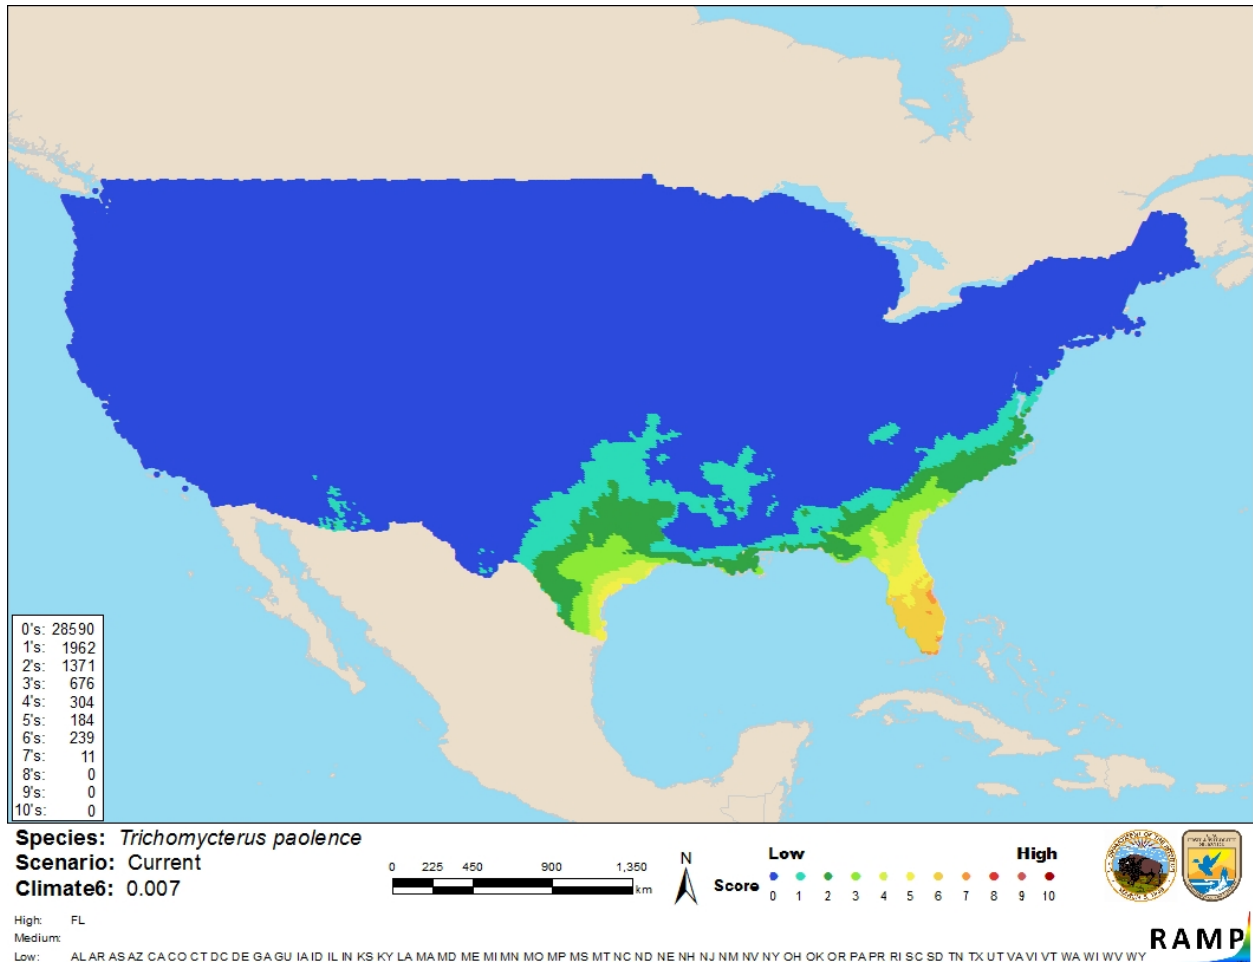 0's: 28590
1's: 1962
2's: 1371
3's: 676
4's: 304
5's: 184
6's: 239
7's: 11
8's: 0
9's: 0
10's: 0
Species: Trichomycterus paolence
Scenario: Current
Climate6: 0.007
0 225 450 900 1,350
km
N
Low High
Score
0 1 2 3 4 5 6 7 8 9 10
High: FL
Medium:
Low: AL AR AS AZ CA CO CT DC DE GA GU IA ID IL IN KS KY LA MA MD ME MI MN MO MP MS MT NC ND NE NH NJ NM NV NY OH OK OR PA PR RI SC SD TN TX UT VA VI VT WA WI WV WY
RAMP